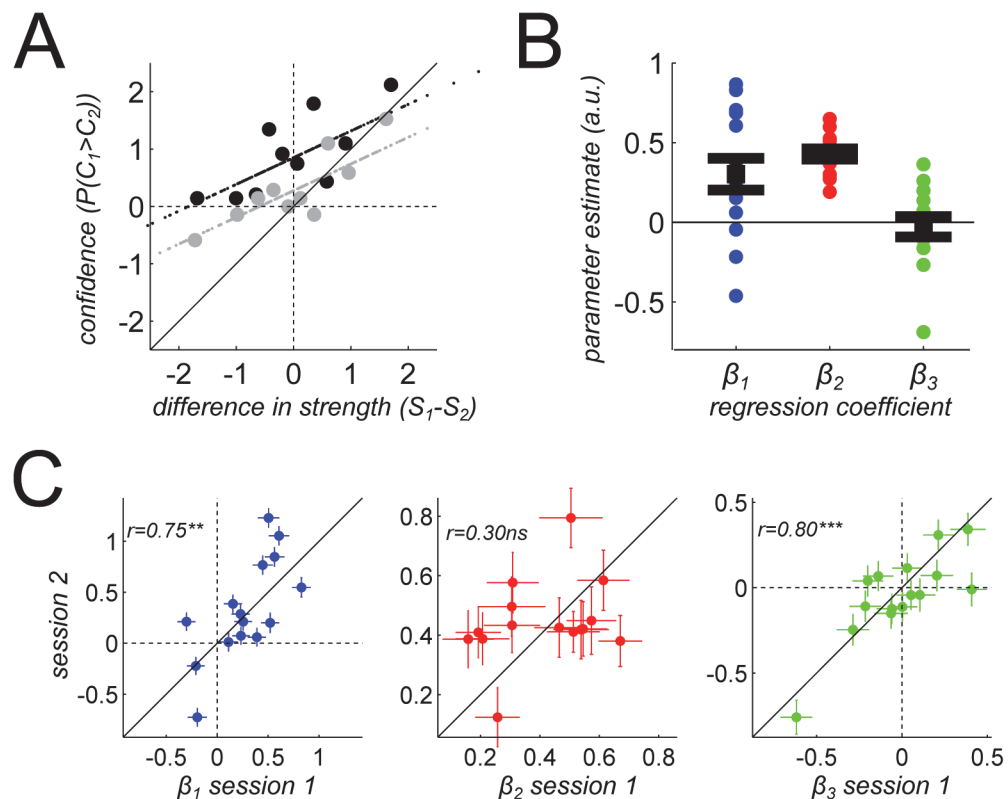 A
confidence (P(C₁>C₂))
2
1
0
-1
-2
-2 -1 0 1 2
difference in strength (S₁-S₂)
B
parameter estimate (a.u.)
1
0.5
0
-0.5
β₁ β₂ β₃
regression coefficient
C
session 2
r=0.75**
1
0.5
0
-0.5
-0.5 0 0.5 1
β₁ session 1
r=0.30ns
0.8
0.6
0.4
0.2
0.2 0.4 0.6 0.8
β₂ session 1
r=0.80***
0.5
0
-0.5
-0.5 0 0.5
β₃ session 1